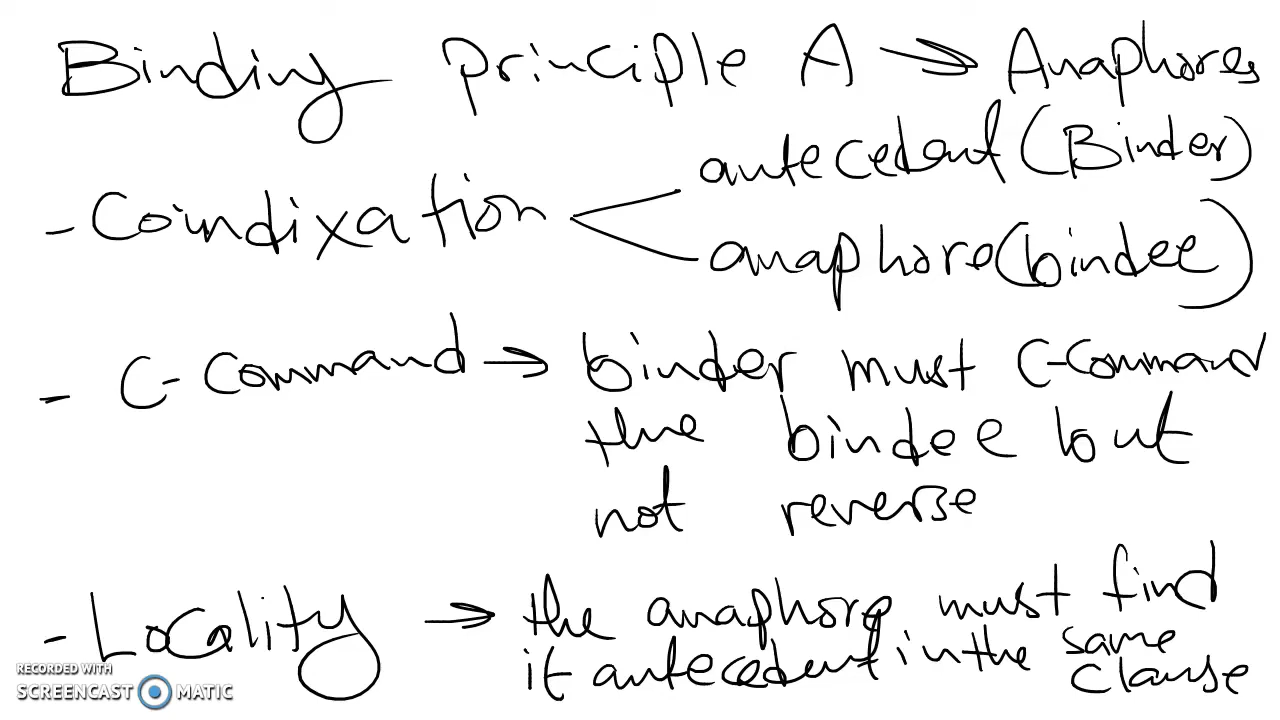 Binding principle A → Anaphores
- Coindixation < antecedent (Binder)
anaphore (bindee)
- C-Command → binder must C-Command
the bindee but
not reverse
- Locality → the anaphore must find
it antecedent in the same
clause
RECORDED WITH
SCREENCAST MATIC